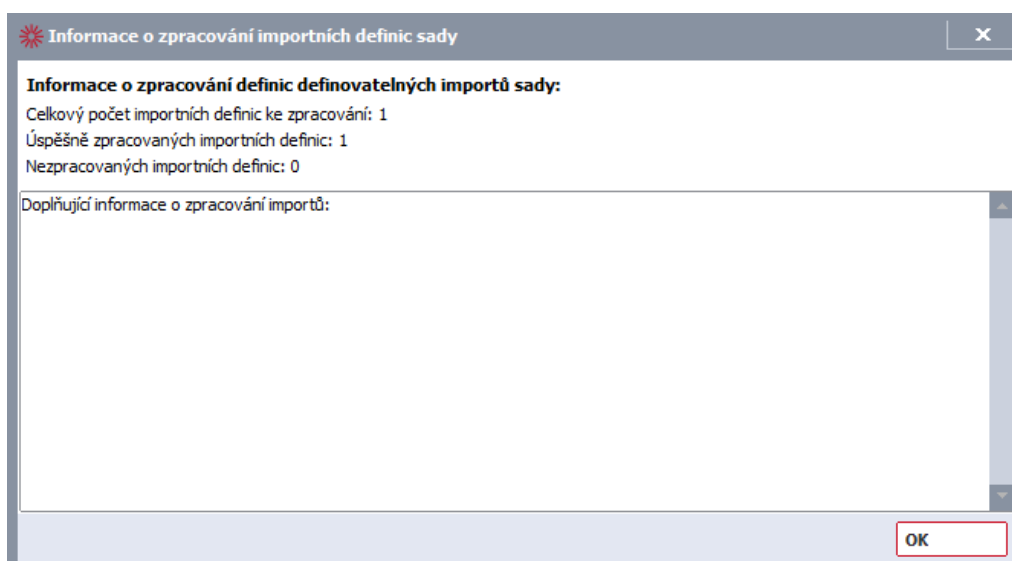 Informace o zpracování importních definic sady
Informace o zpracování definic definovatelných importů sady:
Celkový počet importních definic ke zpracování: 1
Úspěšně zpracovaných importních definic: 1
Nezpracovaných importních definic: 0
Doplňující informace o zpracování importů:
OK